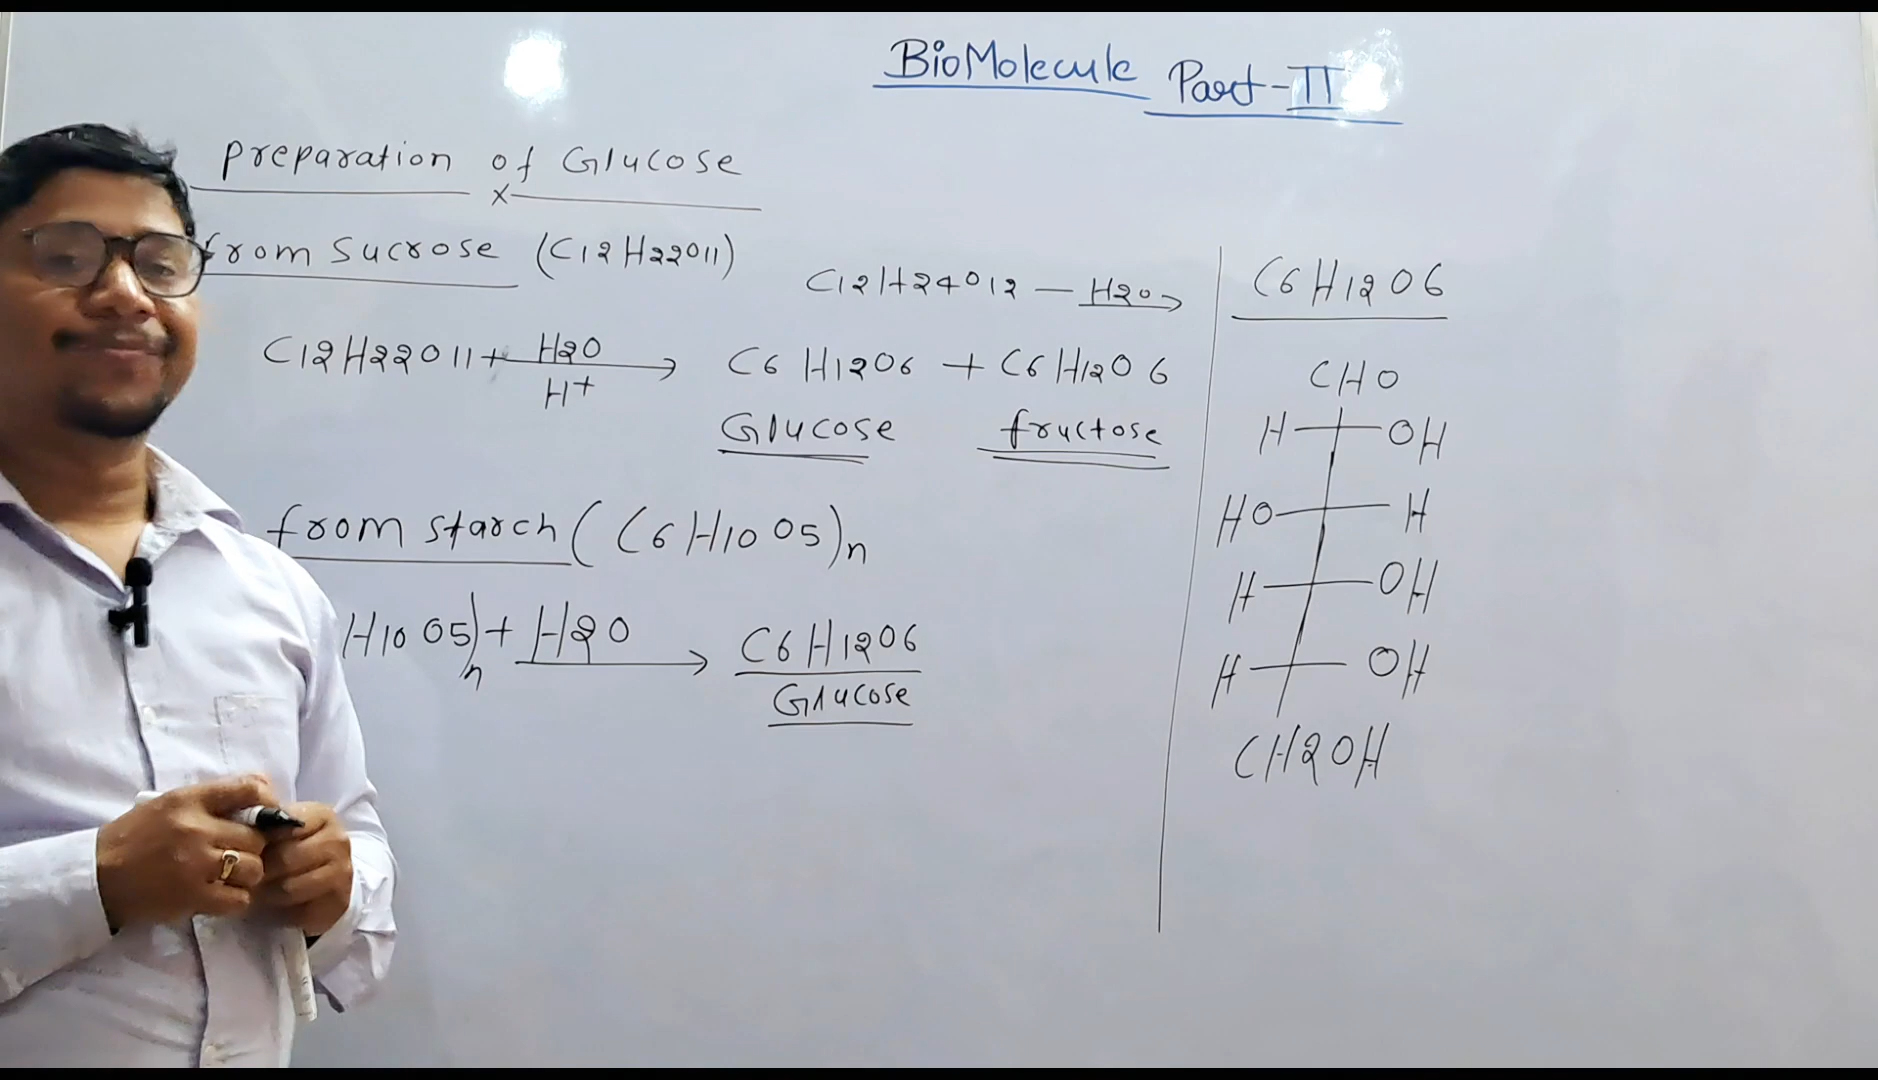 BioMolecule Part-II
preparation of Glucose
x
from sucrose (C12H22O11)
C12H24O12 — H2O →
C12H22O11 + H2O → C6H12O6 + C6H12O6
H+
Glucose fructose
from starch (C6H10O5)n
H10O5)n + H2O → C6H12O6
Glucose
C6H12O6
CHO
H OH
HO H
H OH
H OH
CH2OH